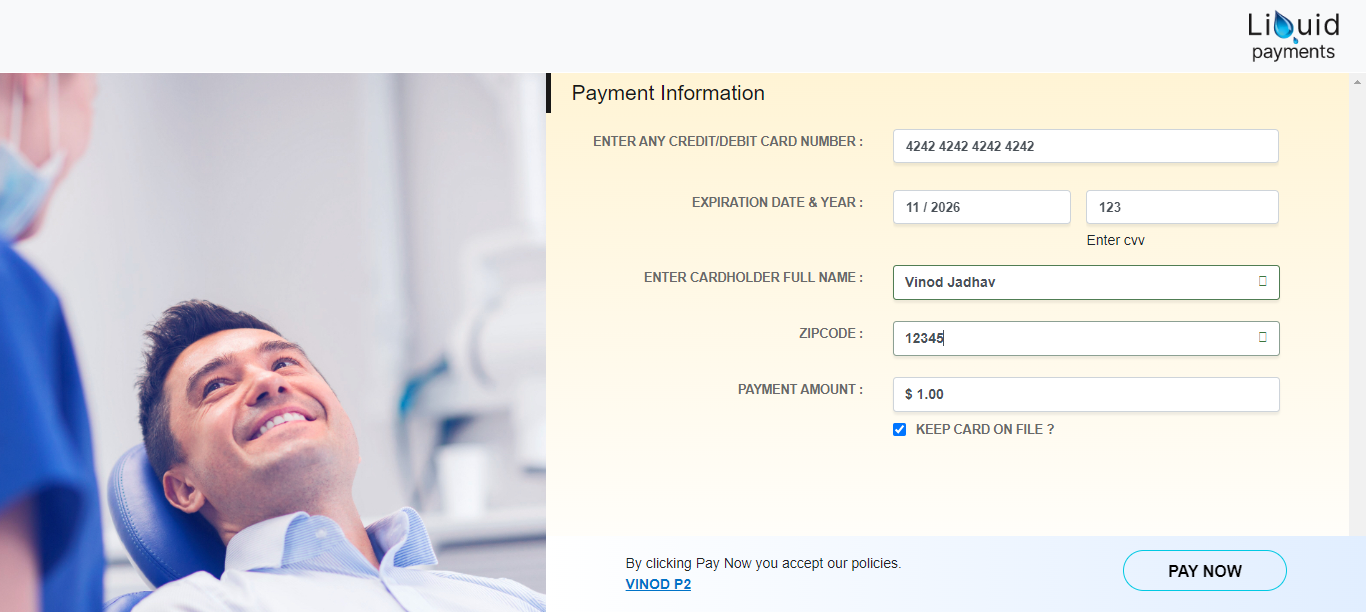 Liquid
payments
Payment Information
ENTER ANY CREDIT/DEBIT CARD NUMBER :
4242 4242 4242 4242
EXPIRATION DATE & YEAR :
11 / 2026
123
Enter cvv
ENTER CARDHOLDER FULL NAME :
Vinod Jadhav
ZIPCODE :
12345
PAYMENT AMOUNT :
$ 1.00
KEEP CARD ON FILE ?
By clicking Pay Now you accept our policies.
VINOD P2
PAY NOW